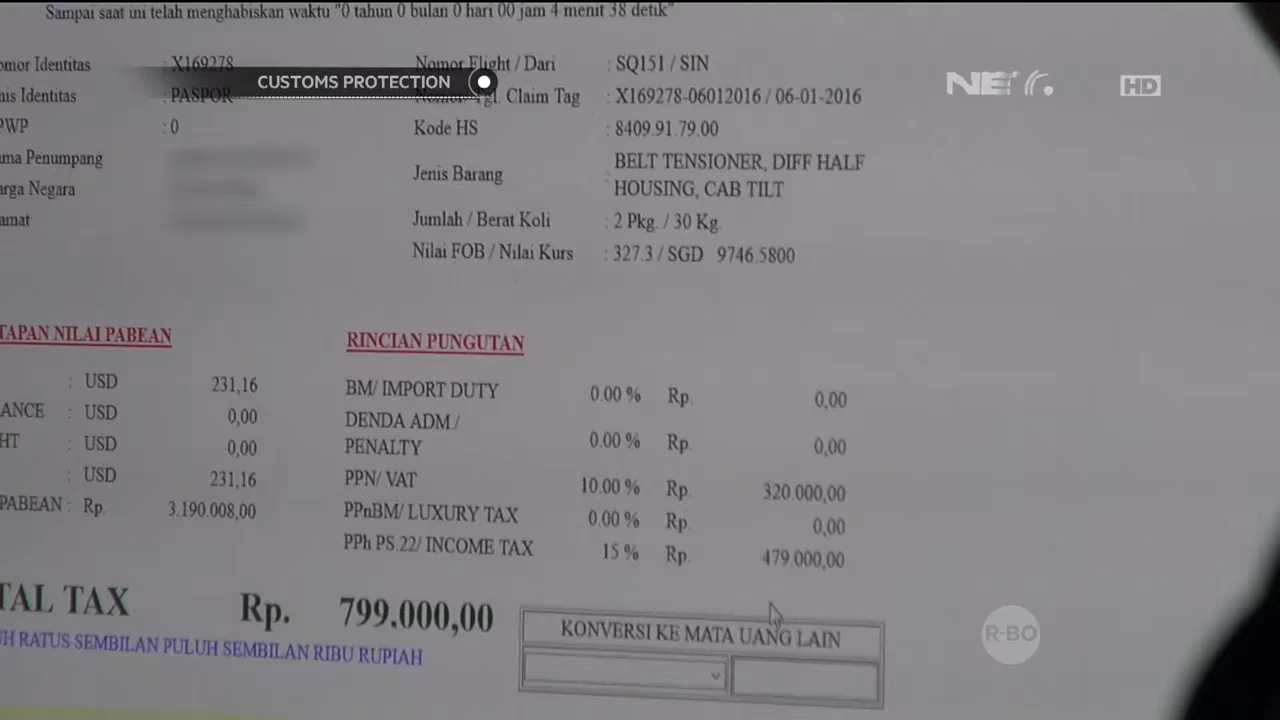 Sampai saat ini telah menghabiskan waktu "0 tahun 0 bulan 0 hari 00 jam 4 menit 38 detik"
omor Identitas : X169278 Nomor Flight / Dari : SQ151 / SIN
CUSTOMS PROTECTION
NE HD
nis Identitas : PASPOR Nomor / Tgl. Claim Tag : X169278-06012016 / 06-01-2016
PWP : 0 Kode HS : 8409.91.79.00
ama Penumpang
Jenis Barang : BELT TENSIONER, DIFF HALF
HOUSING, CAB TILT
arga Negara
amat Jumlah / Berat Koli : 2 Pkg. / 30 Kg.
Nilai FOB / Nilai Kurs : 327.3 / SGD 9746.5800
TAPAN NILAI PABEAN
: USD 231,16
ANCE : USD 0,00
HT : USD 0,00
: USD 231,16
PABEAN : Rp. 3.190.008,00
RINCIAN PUNGUTAN
BM/ IMPORT DUTY 0.00 % Rp. 0,00
DENDA ADM./
PENALTY 0.00 % Rp. 0,00
PPN/ VAT 10.00 % Rp. 320.000,00
PPnBM/ LUXURY TAX 0.00 % Rp. 0,00
PPh PS.22/ INCOME TAX 15 % Rp. 479.000,00
TAL TAX Rp. 799.000,00
UH RATUS SEMBILAN PULUH SEMBILAN RIBU RUPIAH
KONVERSI KE MATA UANG LAIN
R-BO